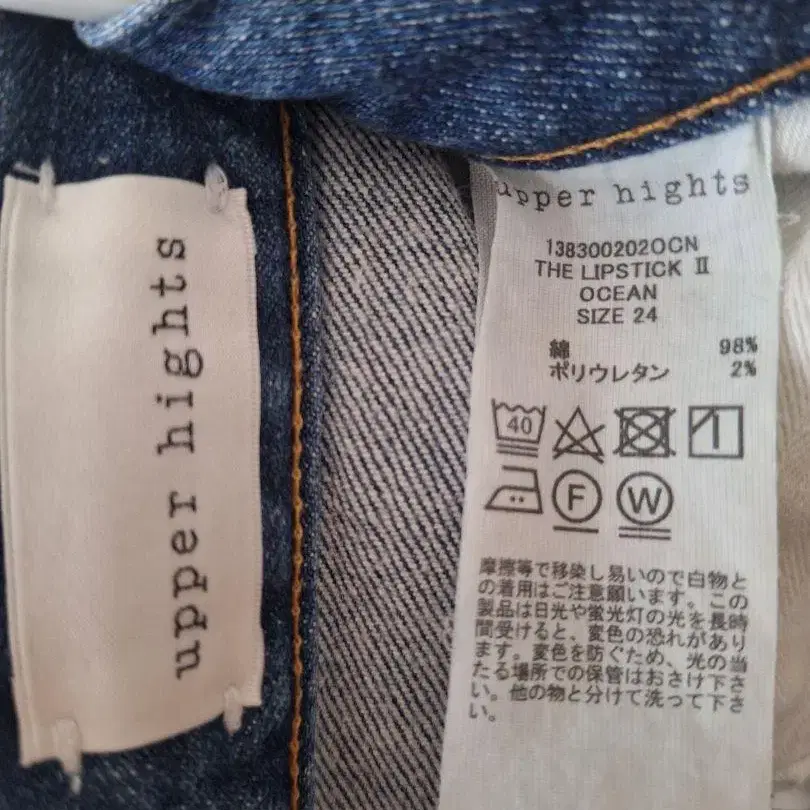 upper hights
upper hights
138300202OCN
THE LIPSTICK Ⅱ
OCEAN
SIZE 24
綿 98%
ポリウレタン 2%
40
F
W
摩擦等で移染し易いので白物と
の着用はご注意願います。この
製品は日光や蛍光灯の光を長時
間受けると、変色の恐れがあり
ます。変色を防ぐため、光の当
たる場所での保管はおさけ下さ
い。他の物と分けて洗って下さ
い。